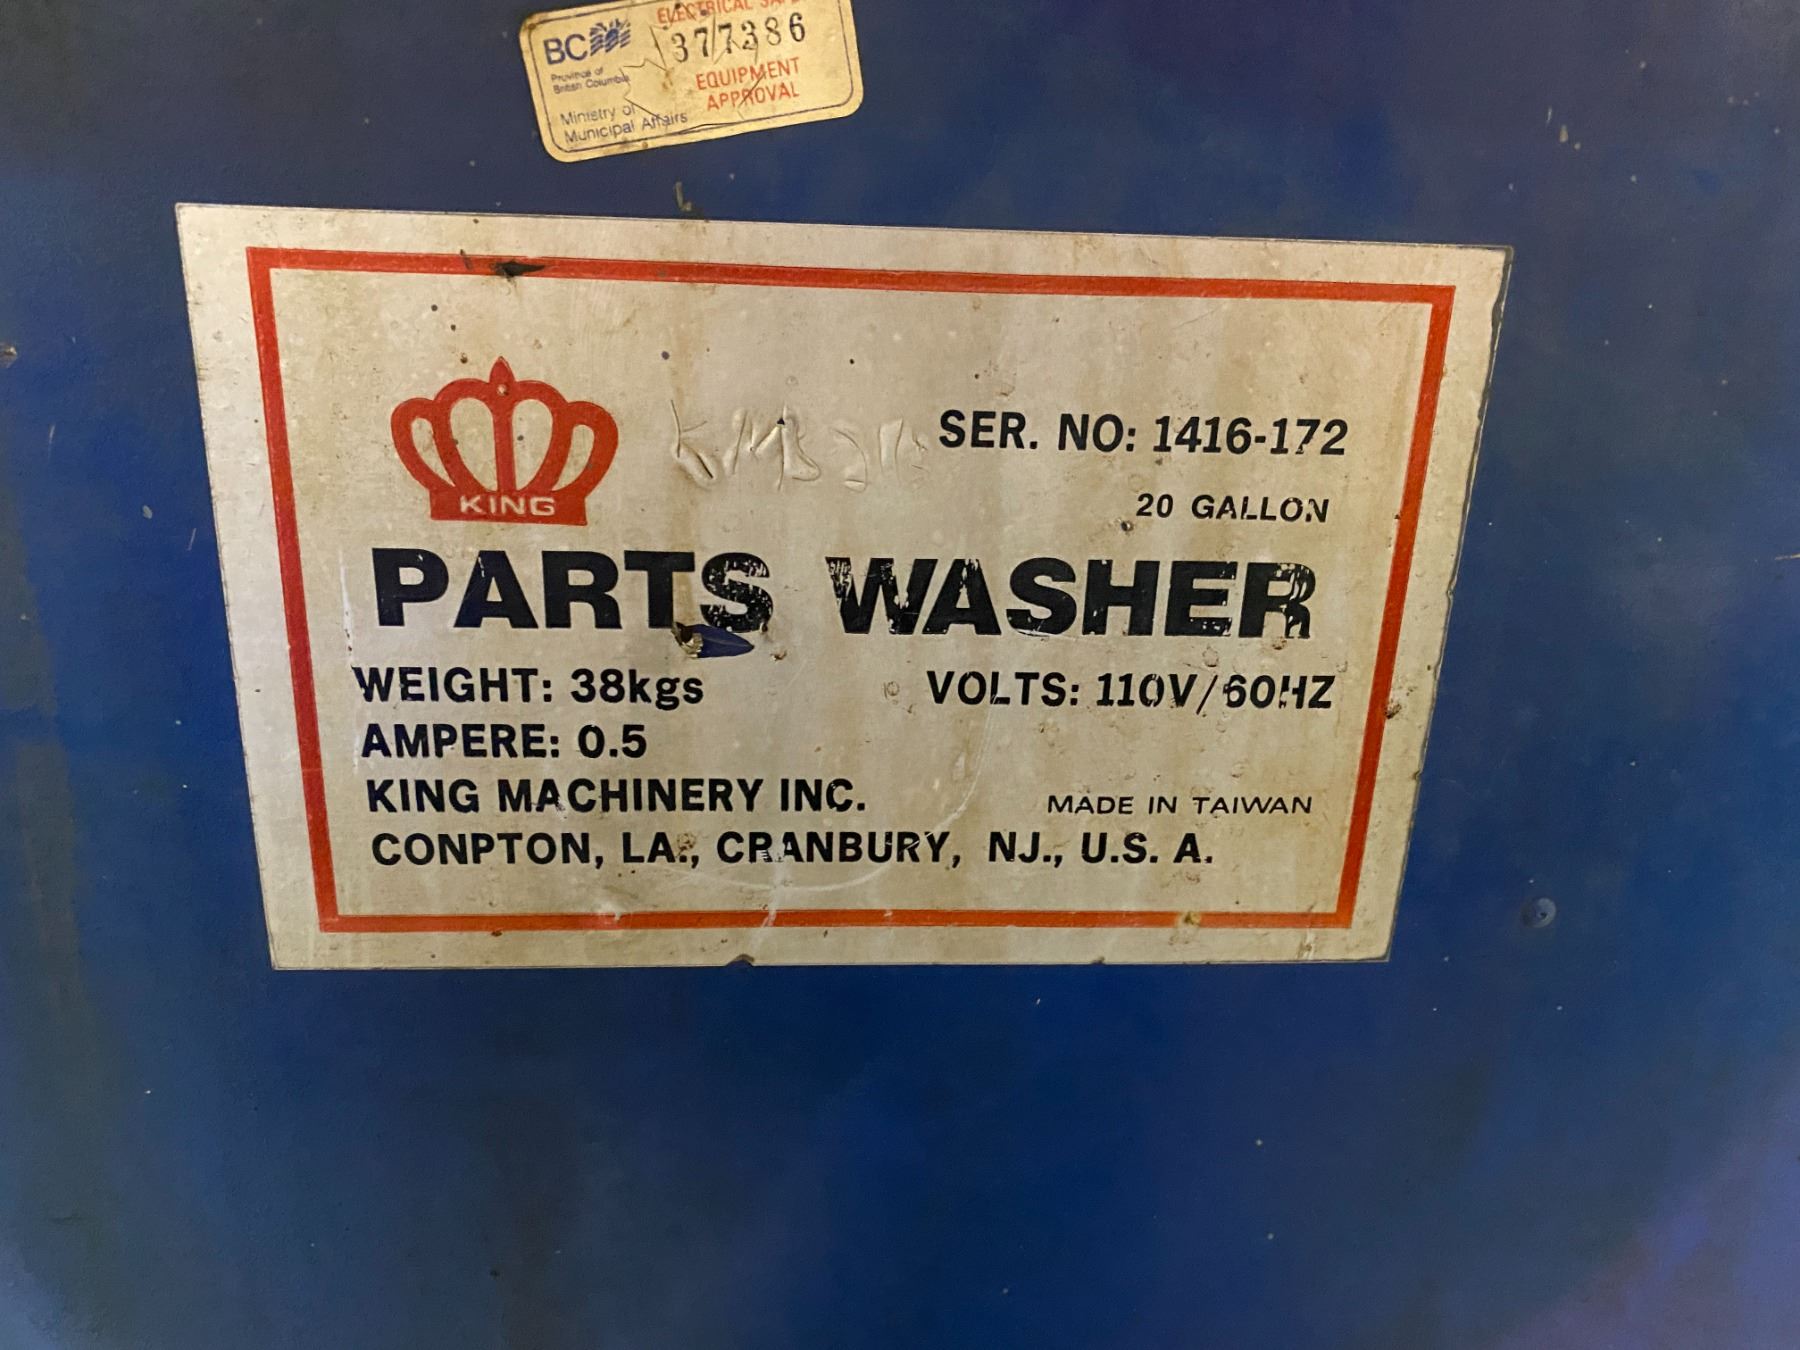 ELECTRICAL
BC
377386
Province of
British Columbia
EQUIPMENT
APPROVAL
Ministry of
Municipal Affairs
KING
SER. NO: 1416-172
20 GALLON
PARTS WASHER
WEIGHT: 38kgs
VOLTS: 110V/60HZ
AMPERE: 0.5
KING MACHINERY INC.
MADE IN TAIWAN
CONPTON, LA., CRANBURY, NJ., U.S. A.